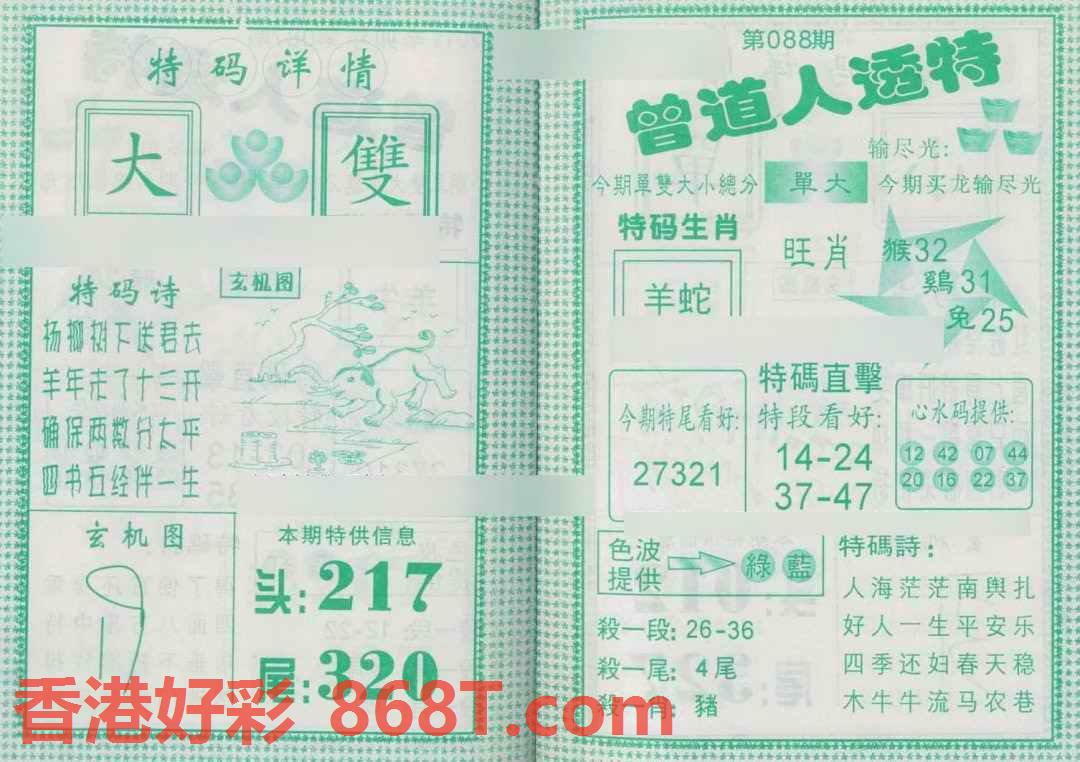 特码详情
大
雙
特码诗
杨柳树下送君去
羊年走了十三开
确保两数分太平
四书五经伴一生
玄机图
玄机图
本期特供信息
头:217
尾:320
第088期
曾道人透特
输尽光:
今期單雙大小總分
單大
今期买龙输尽光
特码生肖
羊蛇
旺肖
猴32
鷄31
兔25
今期特尾看好:
27321
特碼直擊
特段看好:
14-24
37-47
心水码提供:
12 42 07 44
20 16 22 37
色波
提供
綠 藍
殺一段: 26-36
殺一尾: 4尾
殺一肖: 豬
特碼詩:
人海茫茫南舆扎
好人一生平安乐
四季还妇春天稳
木牛牛流马农巷
香港好彩 868T.com